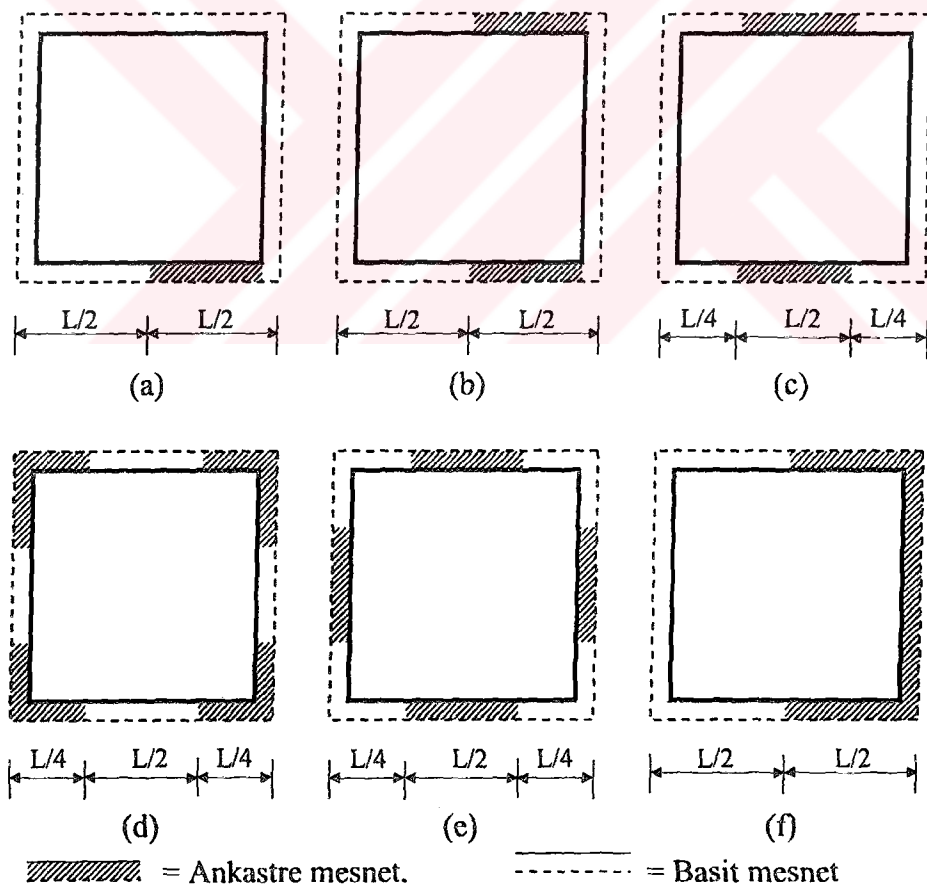 L/2 L/2 L/2 L/2 L/4 L/2 L/4
(a) (b) (c)
L/4 L/2 L/4 L/4 L/2 L/4 L/2 L/2
(d) (e) (f)
= Ankastre mesnet. = Basit mesnet